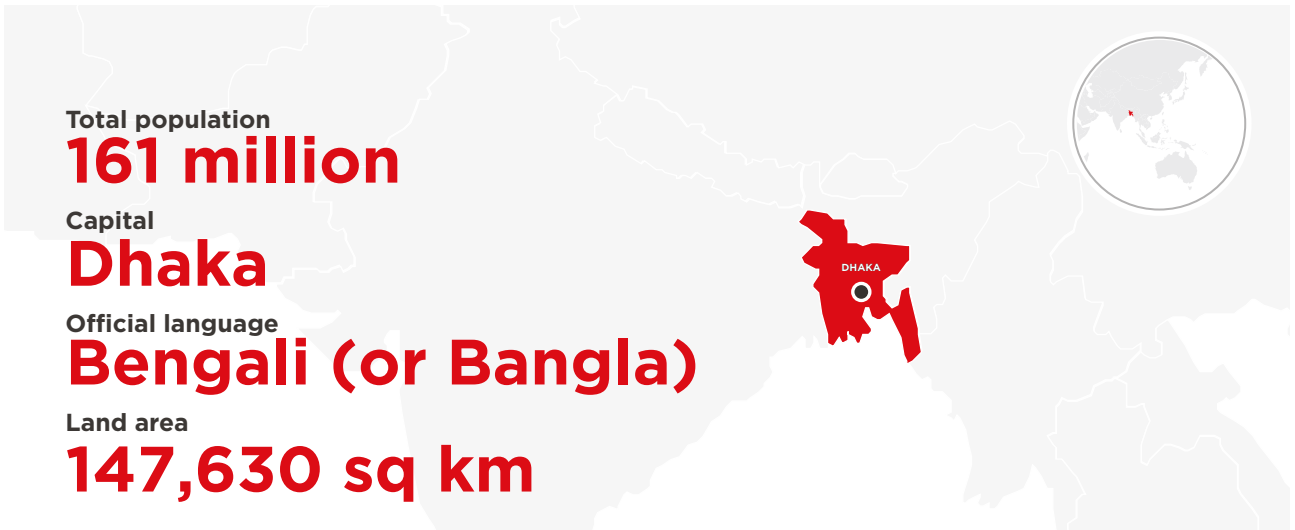 Total population
161 million
Capital
Dhaka
Official language
Bengali (or Bangla)
Land area
147,630 sq km
DHAKA